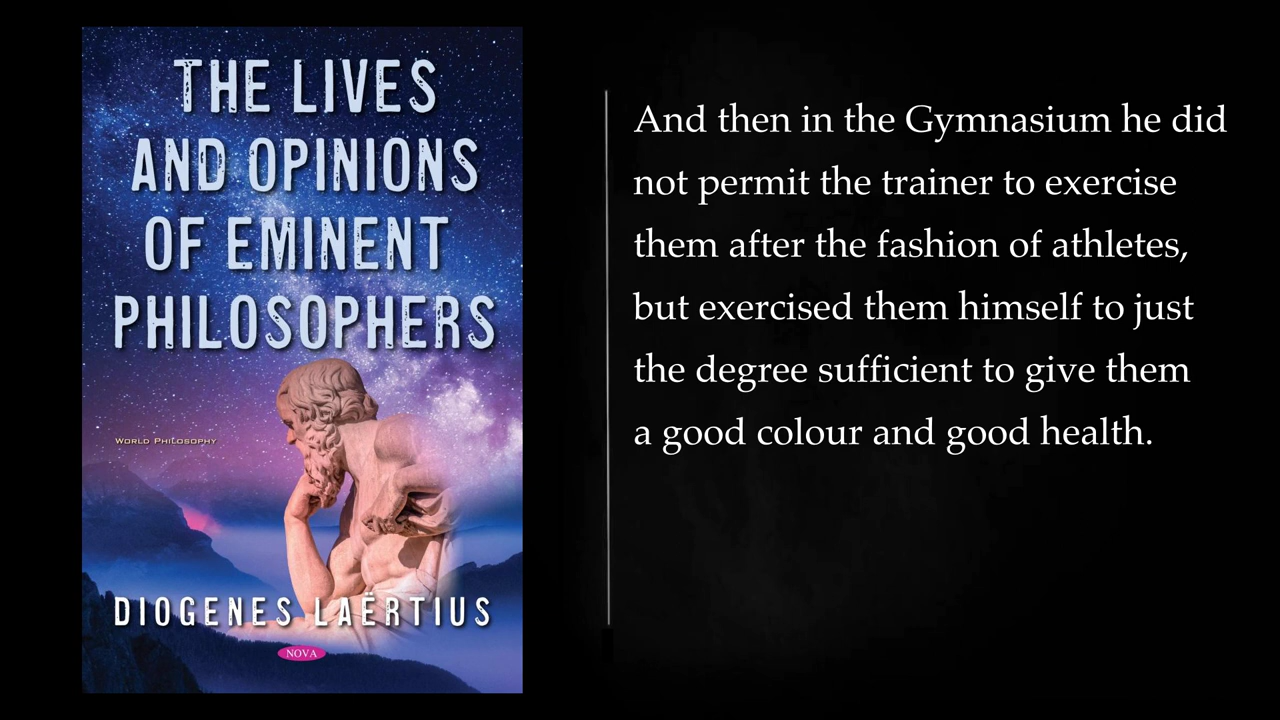 THE LIVES
AND OPINIONS
OF EMINENT
PHILOSOPHERS
WORLD PHILOSOPHY
DIOGENES LAËRTIUS
NOVA
And then in the Gymnasium he did
not permit the trainer to exercise
them after the fashion of athletes,
but exercised them himself to just
the degree sufficient to give them
a good colour and good health.